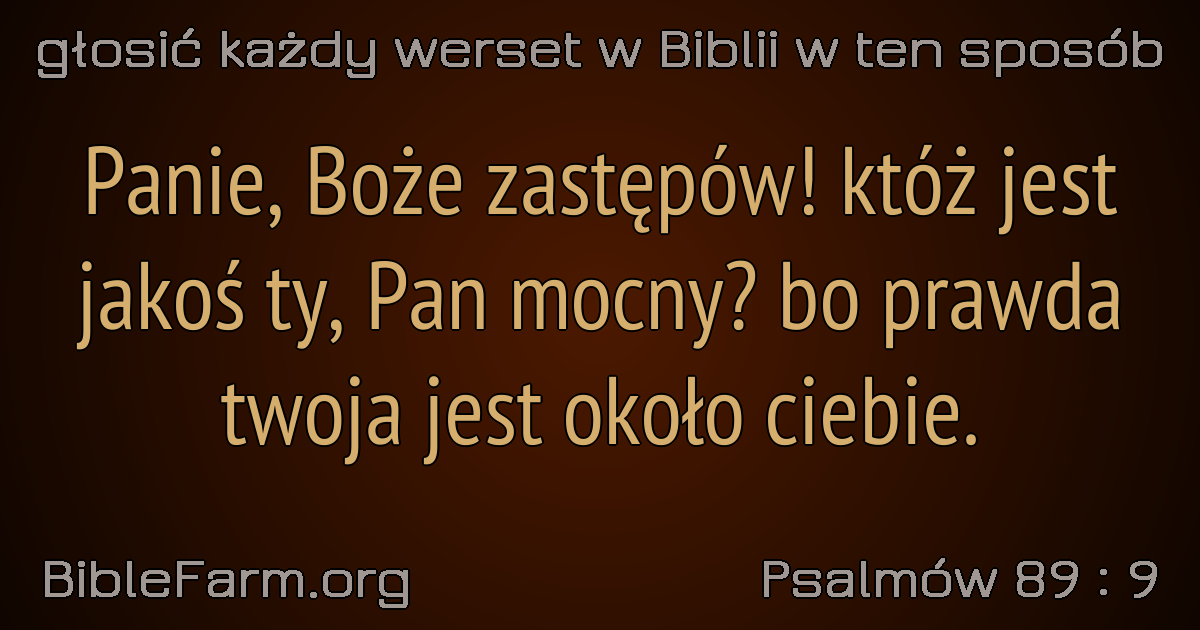 głosić każdy werset w Biblii w ten sposób
Panie, Boże zastępów! któż jest
jakoś ty, Pan mocny? bo prawda
twoja jest około ciebie.
BibleFarm.org
Psalmów 89 : 9